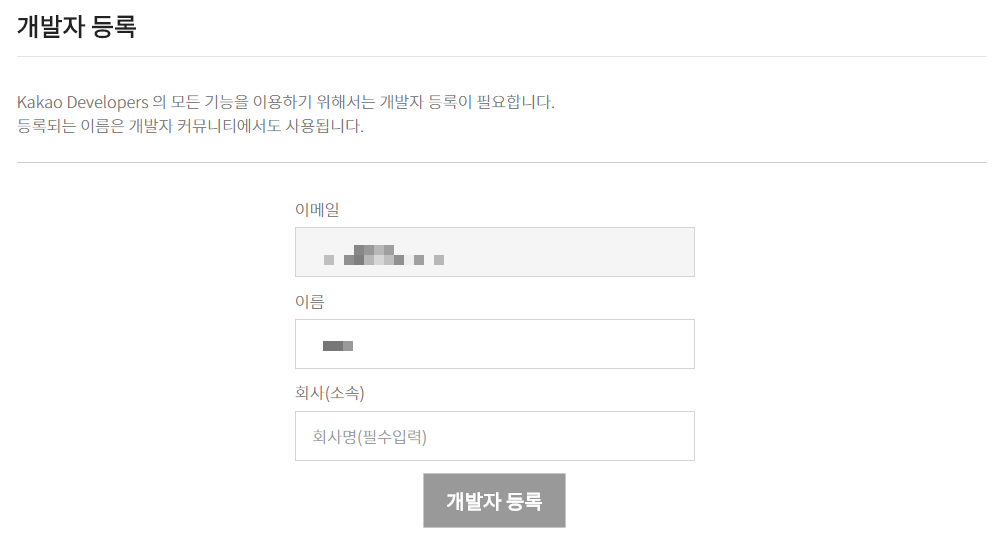 개발자 등록
Kakao Developers 의 모든 기능을 이용하기 위해서는 개발자 등록이 필요합니다.
등록되는 이름은 개발자 커뮤니티에서도 사용됩니다.
이메일
이름
회사(소속)
회사명(필수입력)
개발자 등록